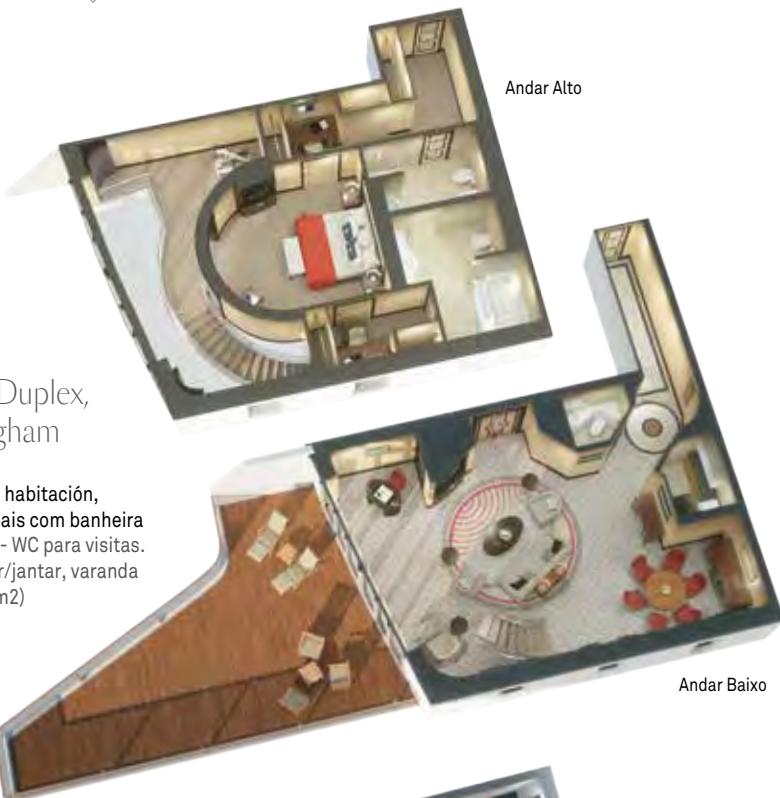 Andar Alto
Duplex,
gham
habitación,
ais com banheira
- WC para visitas.
r/jantar, varanda
m2)
Andar Baixo